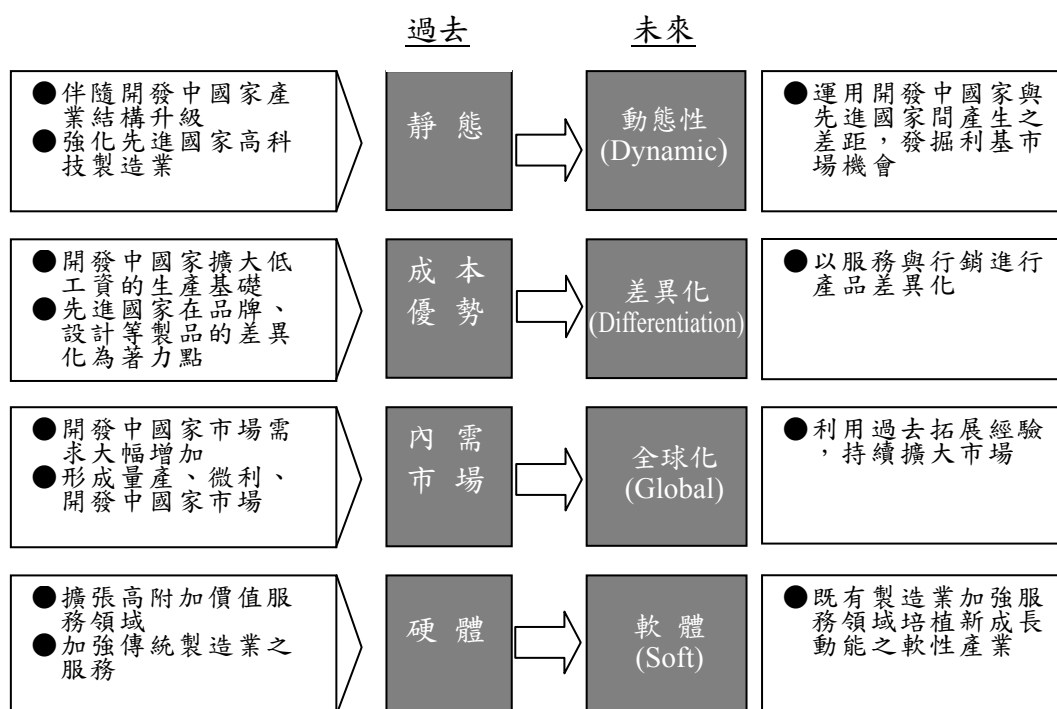 過去 未來
●伴隨開發中國家產
業結構升級
●強化先進國家高科
技製造業
靜態
動態性
(Dynamic)
●運用開發中國家與
先進國家間產生之
差距，發掘利基市
場機會
●開發中國家擴大低
工資的生產基礎
●先進國家在品牌、
設計等製品的差異
化為著力點
成本
優勢
差異化
(Differentiation)
●以服務與行銷進行
產品差異化
●開發中國家市場需
求大幅增加
●形成量產、微利、
開發中國家市場
內需
市場
全球化
(Global)
●利用過去拓展經驗
，持續擴大市場
●擴張高附加價值服
務領域
●加強傳統製造業之
服務
硬體
軟體
(Soft)
●既有製造業加強服
務領域培植新成長
動能之軟性產業